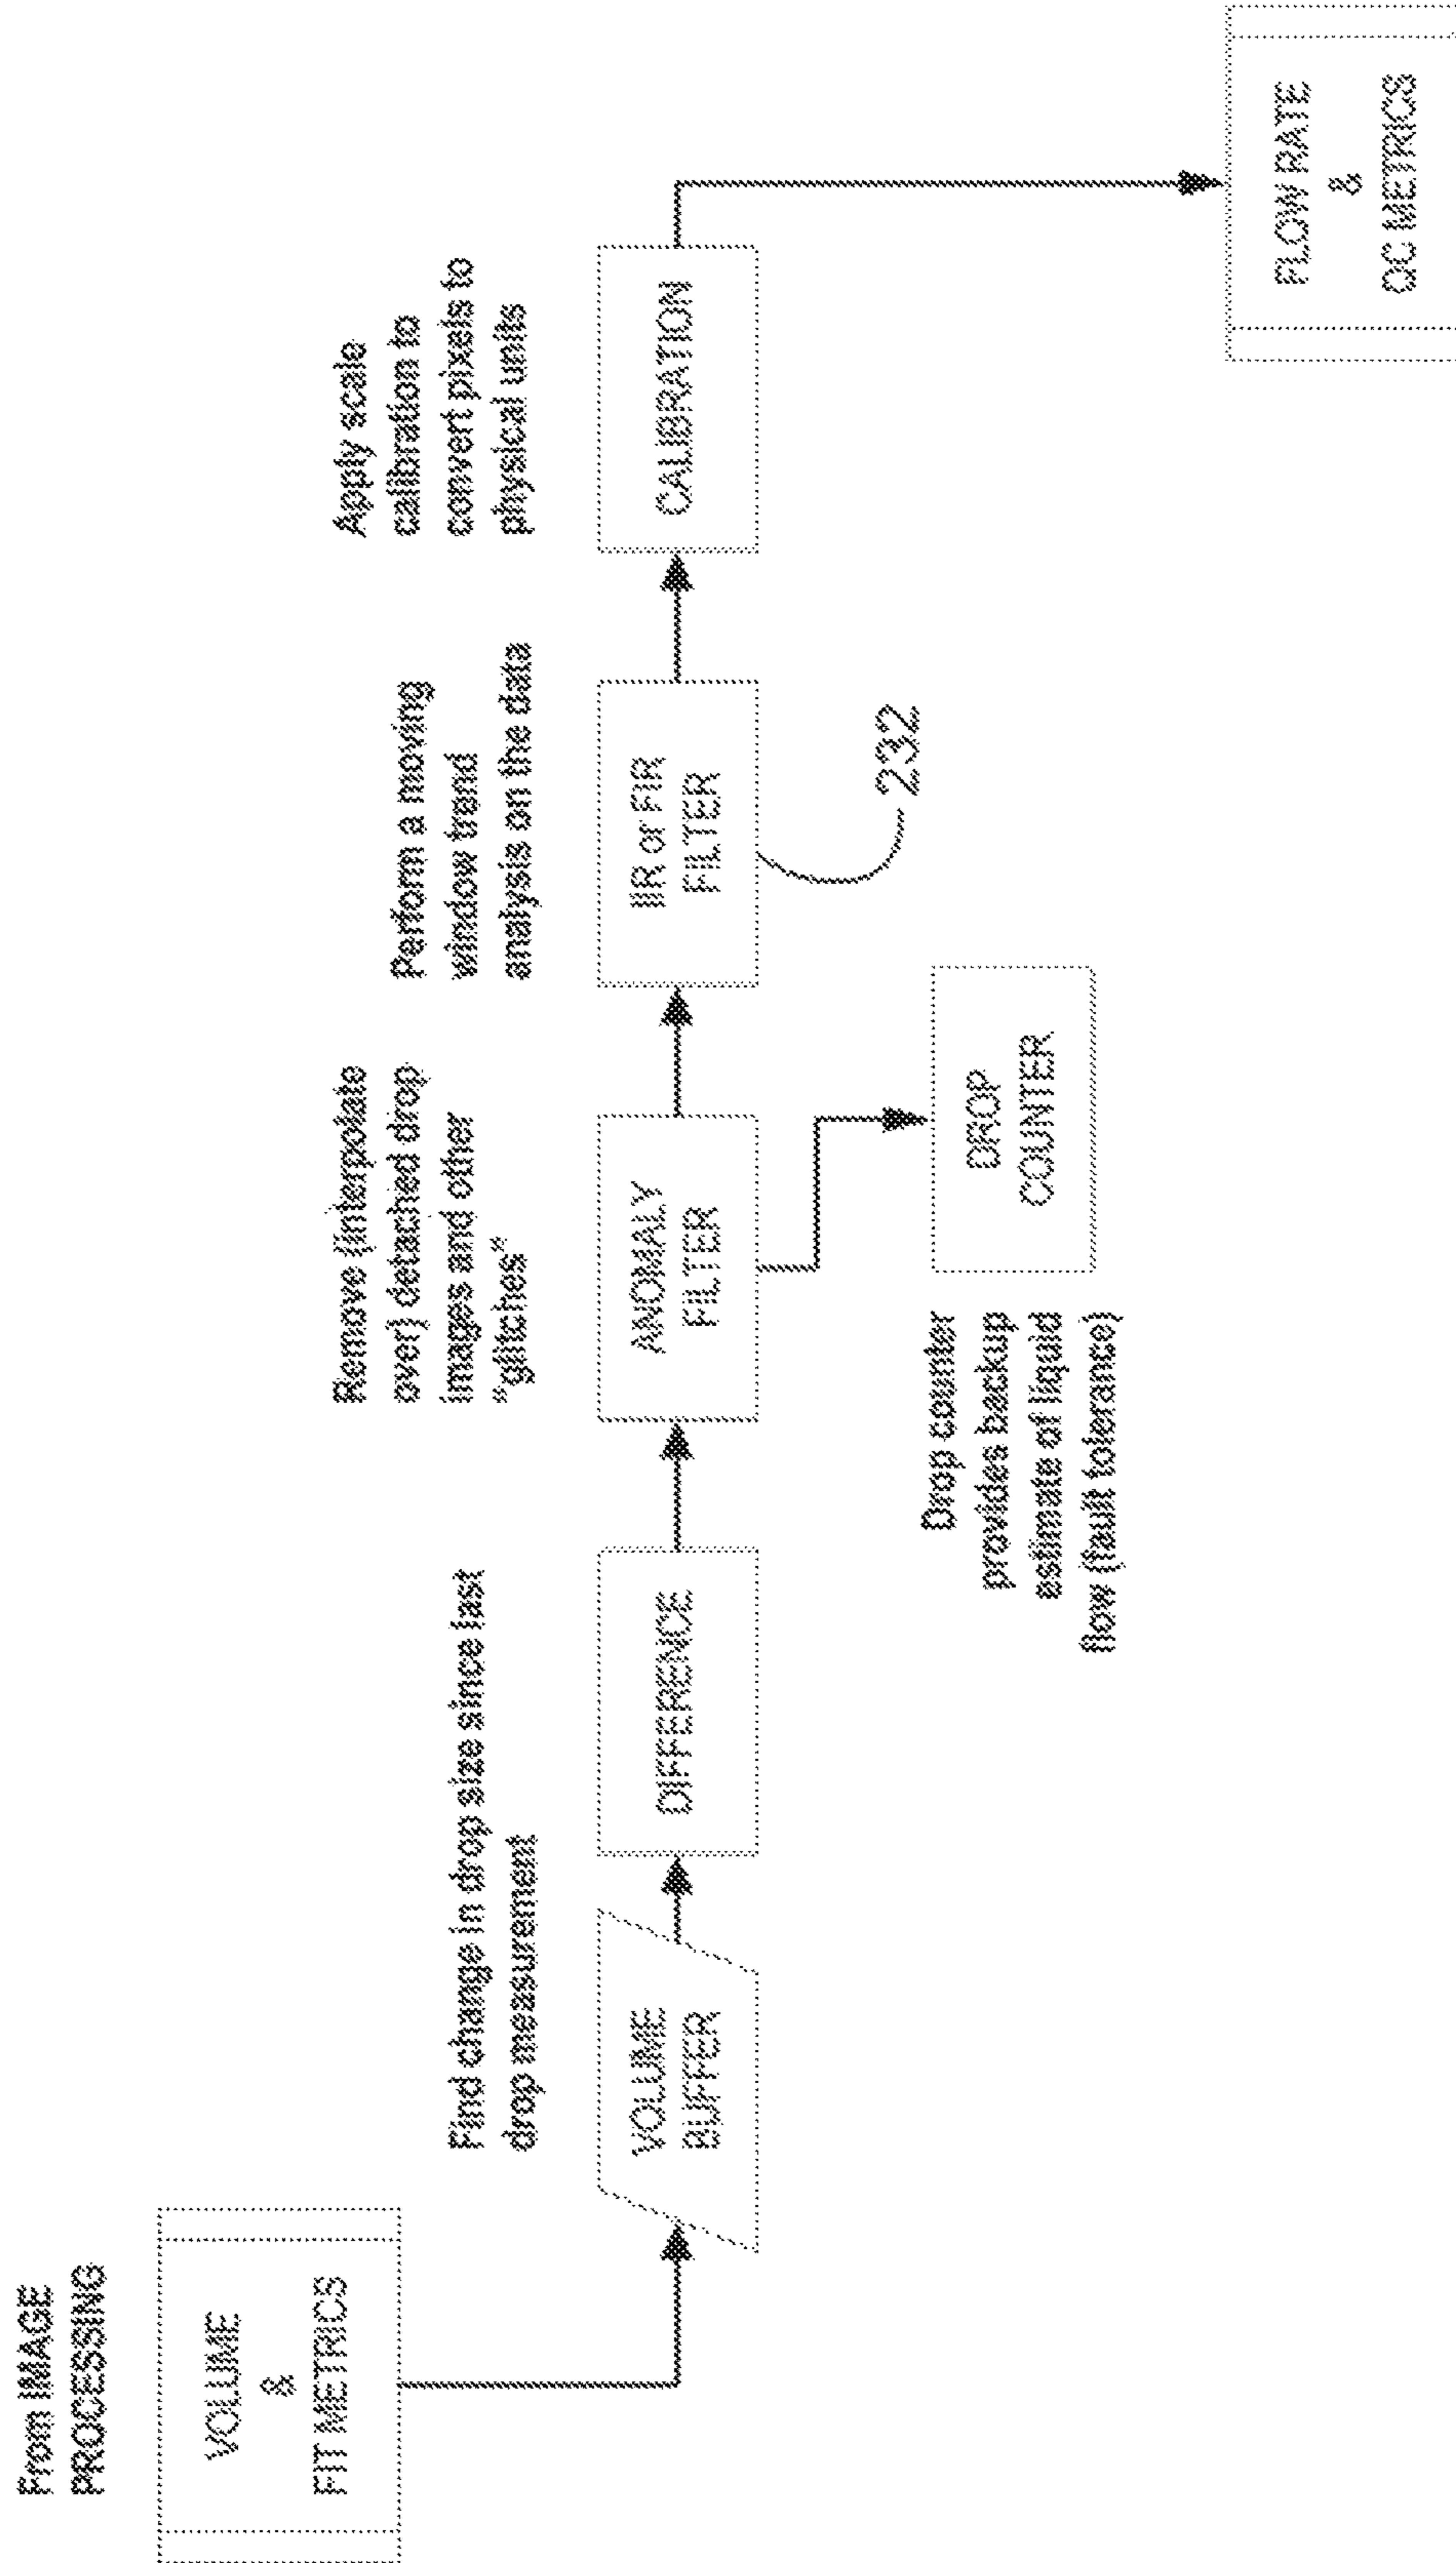 From IMAGE
PROCESSING
VOLUME
&
FIT METRICS
Find change in drop size since last
drop measurement
VOLUME
BUFFER
DIFFERENCE
Remove (interpolate
over) detached drop
images and other
"glitches"
ANOMALY
FILTER
Drop counter
provides backup
estimate of liquid
flow (fault tolerance)
DROP
COUNTER
Perform a moving
window trend
analysis on the data
IIR or FIR
FILTER
232
Apply scale
calibration to
convert pixels to
physical units
CALIBRATION
FLOW RATE
&
QC METRICS